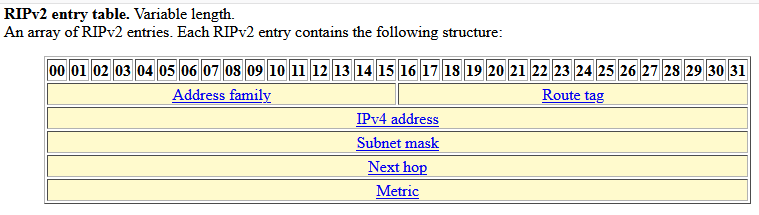 RIPv2 entry table. Variable length.
An array of RIPv2 entries. Each RIPv2 entry contains the following structure:
00 01 02 03 04 05 06 07 08 09 10 11 12 13 14 15 16 17 18 19 20 21 22 23 24 25 26 27 28 29 30 31
Address family Route tag
IPv4 address
Subnet mask
Next hop
Metric